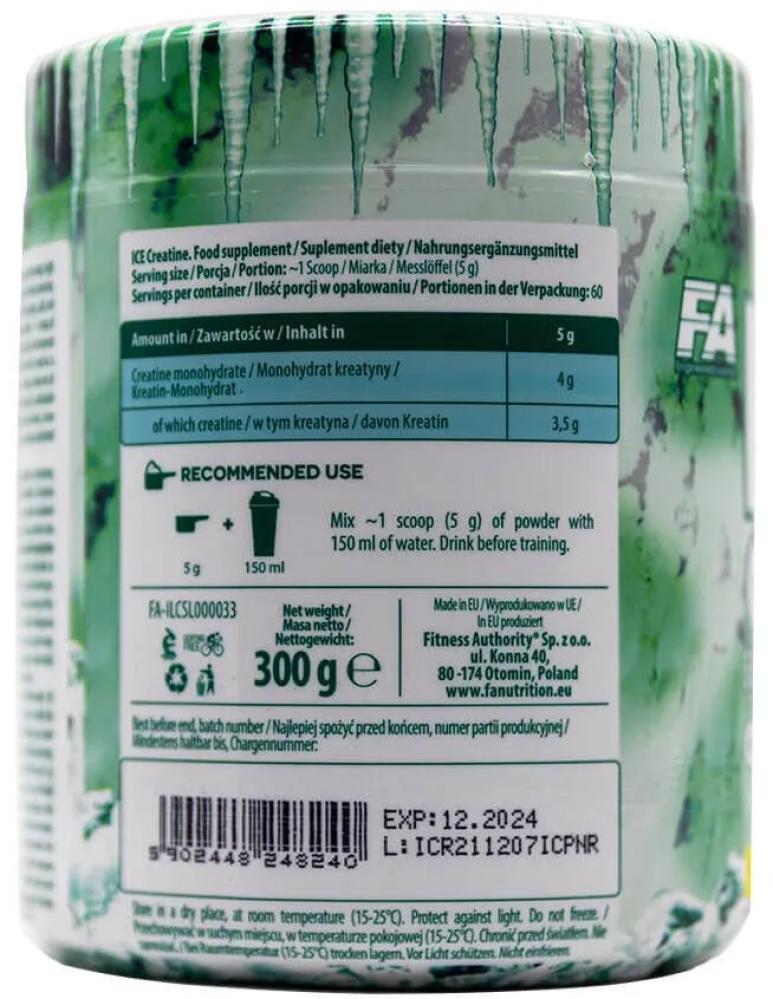 ICE Creatine. Food supplement / Suplement diety / Nahrungsergänzungsmittel
Serving size / Porcja / Portion: ~1 Scoop / Miarka / Messlöffel (5 g)
Servings per container / Ilość porcji w opakowaniu / Portionen in der Verpackung: 60
Amount in / Zawartość w / Inhalt in 5 g
Creatine monohydrate / Monohydrat kreatyny /
Kreatin-Monohydrat 4 g
of which creatine / w tym kreatyna / davon Kreatin 3,5 g
RECOMMENDED USE
+
5 g 150 ml
Mix ~1 scoop (5 g) of powder with
150 ml of water. Drink before training.
FA-ILCSL000033
DOPING
FREE
Net weight /
Masa netto /
Nettogewicht:
300 g e
Made in EU / Wyprodukowano w UE /
In EU produziert
Fitness Authority® Sp. z o.o.
ul. Konna 40,
80-174 Otomin, Poland
www.fanutrition.eu
Best before end, batch number / Najlepiej spożyć przed końcem, numer partii produkcyjnej /
Mindestens haltbar bis, Chargennummer:
5 902448 248240
EXP:12.2024
L:ICR211207ICPNR
Store in a dry place, at room temperature (15-25°C). Protect against light. Do not freeze. /
Przechowywać w suchym miejscu, w temperaturze pokojowej (15-25°C). Chronić przed światłem. Nie
zamrażać. / Bei Raumtemperatur (15-25°C) trocken lagern. Vor Licht schützen. Nicht einfrieren.
FA